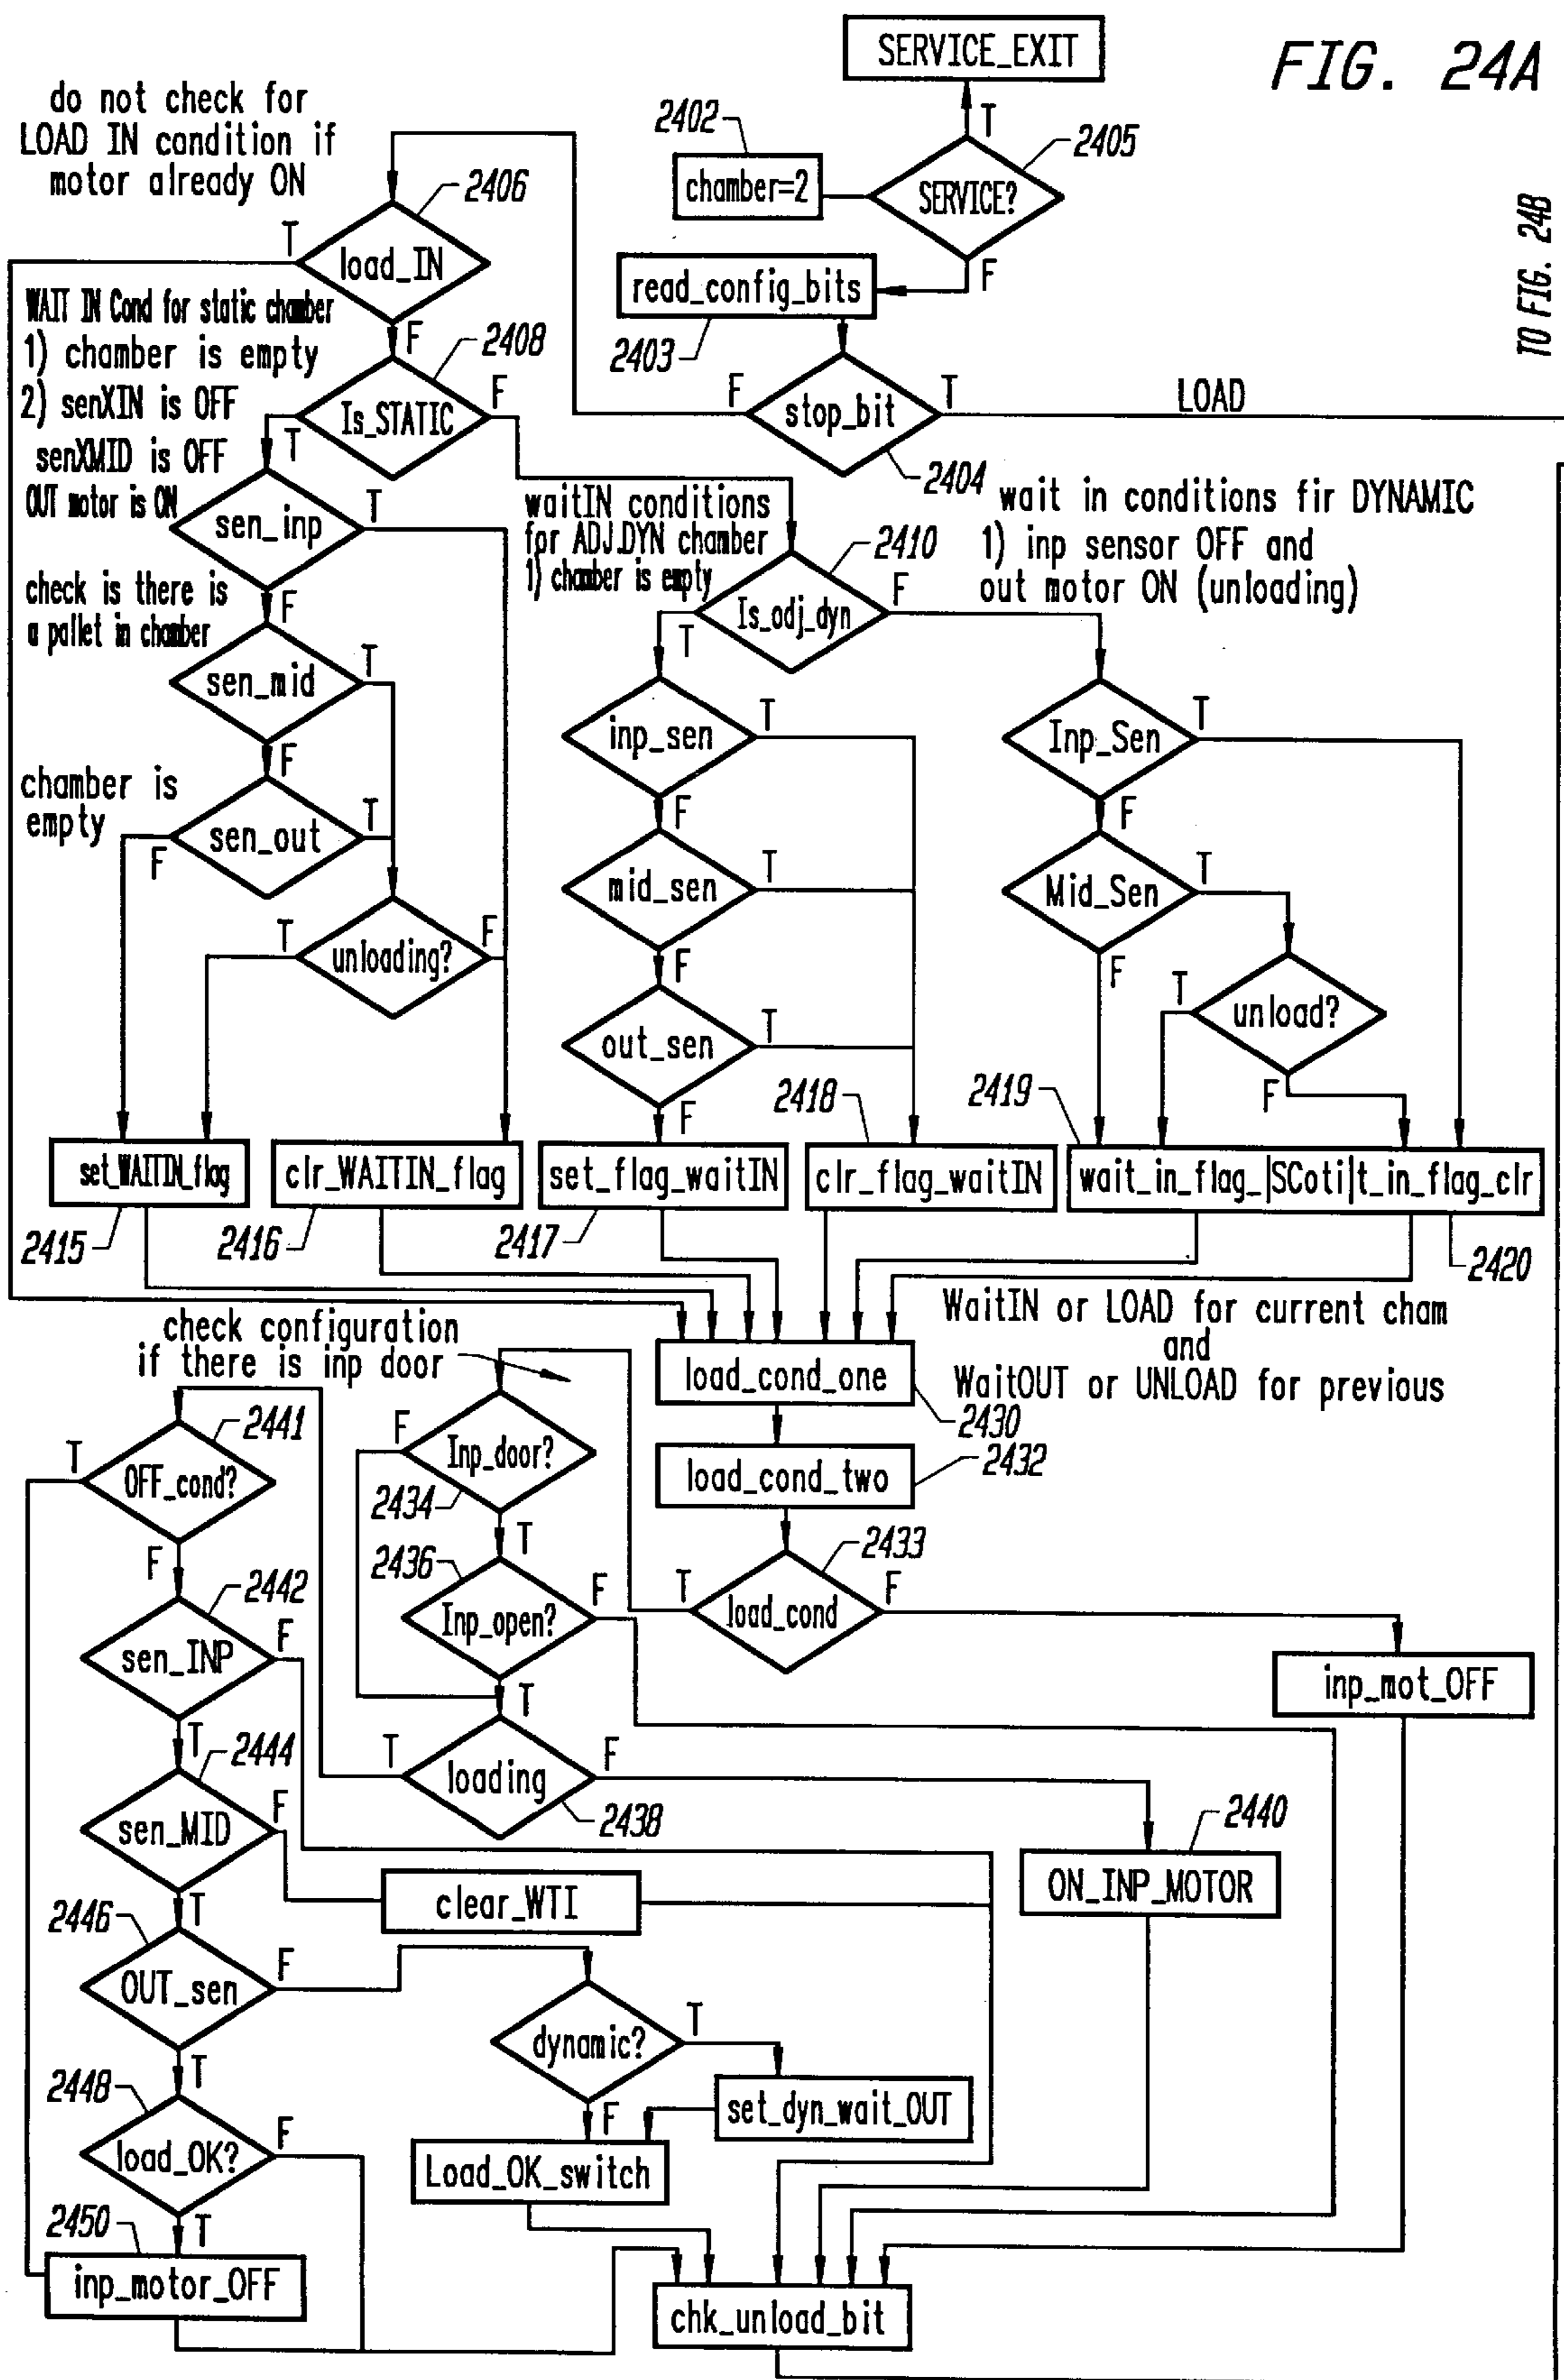 FIG. 24A
SERVICE_EXIT
T
2402
2405
chamber=2
SERVICE?
F
do not check for
LOAD IN condition if
motor already ON
2406
T
load_IN
F
read_config_bits
2403
TO FIG. 24B
WAIT IN Cond for static chamber
1) chamber is empty
2) senXIN is OFF
senXMID is OFF
OUT motor is ON
2408
F
Is_STATIC
T
F
stop_bit
T
LOAD
2404
sen_inp
T
F
waitIN conditions
for ADJ.DYN chamber
1) chamber is empty
2410
wait in conditions fir DYNAMIC
1) inp sensor OFF and
out motor ON (unloading)
Is_adj_dyn
F
T
check is there is
a pallet in chamber
sen_mid
T
F
inp_sen
T
F
Inp_Sen
T
F
chamber is
empty
sen_out
T
F
mid_sen
T
F
Mid_Sen
T
F
unloading?
T
F
out_sen
T
F
unload?
T
F
2418
2419
set_WAITIN_flag
clr_WAITIN_flag
set_flag_waitIN
clr_flag_waitIN
wait_in_flag_|SCoti|t_in_flag_clr
2415
2416
2417
2420
check configuration
if there is inp door
WaitIN or LOAD for current cham
and
WaitOUT or UNLOAD for previous
load_cond_one
2430
2441
T
OFF_cond?
F
F
Inp_door?
2434
T
load_cond_two
2432
2433
2436
2442
F
Inp_open?
T
T
load_cond
F
sen_INP
F
T
inp_mot_OFF
2444
T
loading
F
2438
sen_MID
F
T
2440
ON_INP_MOTOR
clear_WTI
2446
OUT_sen
F
T
dynamic?
T
F
set_dyn_wait_OUT
2448
load_OK?
F
T
Load_OK_switch
2450
inp_motor_OFF
chk_unload_bit